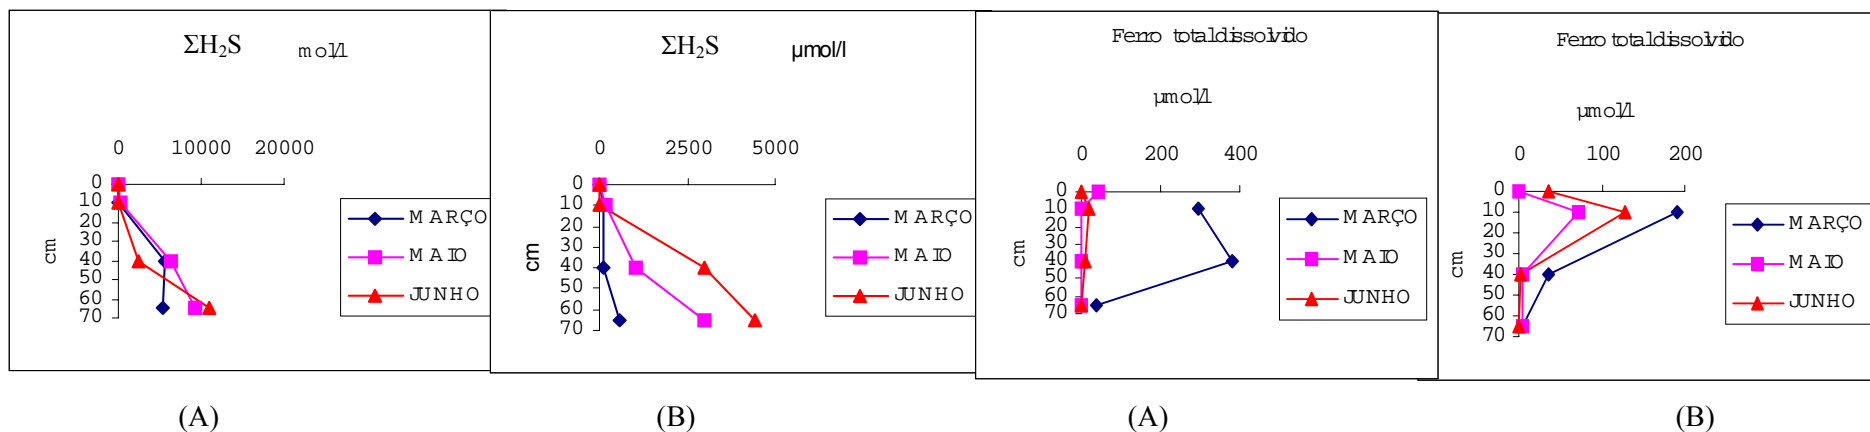 ΣH₂S mol/l
0 10000 20000
0
10
20
30
40
50
60
70
cm
MARÇO
MAIO
JUNHO
(A)
ΣH₂S µmol/l
0 2500 5000
0
10
20
30
40
50
60
70
cm
MARÇO
MAIO
JUNHO
(B)
Ferro total dissolvido
µmol/l
0 200 400
0
10
20
30
40
50
60
70
cm
MARÇO
MAIO
JUNHO
(A)
Ferro total dissolvido
µmol/l
0 100 200
0
10
20
30
40
50
60
70
cm
MARÇO
MAIO
JUNHO
(B)